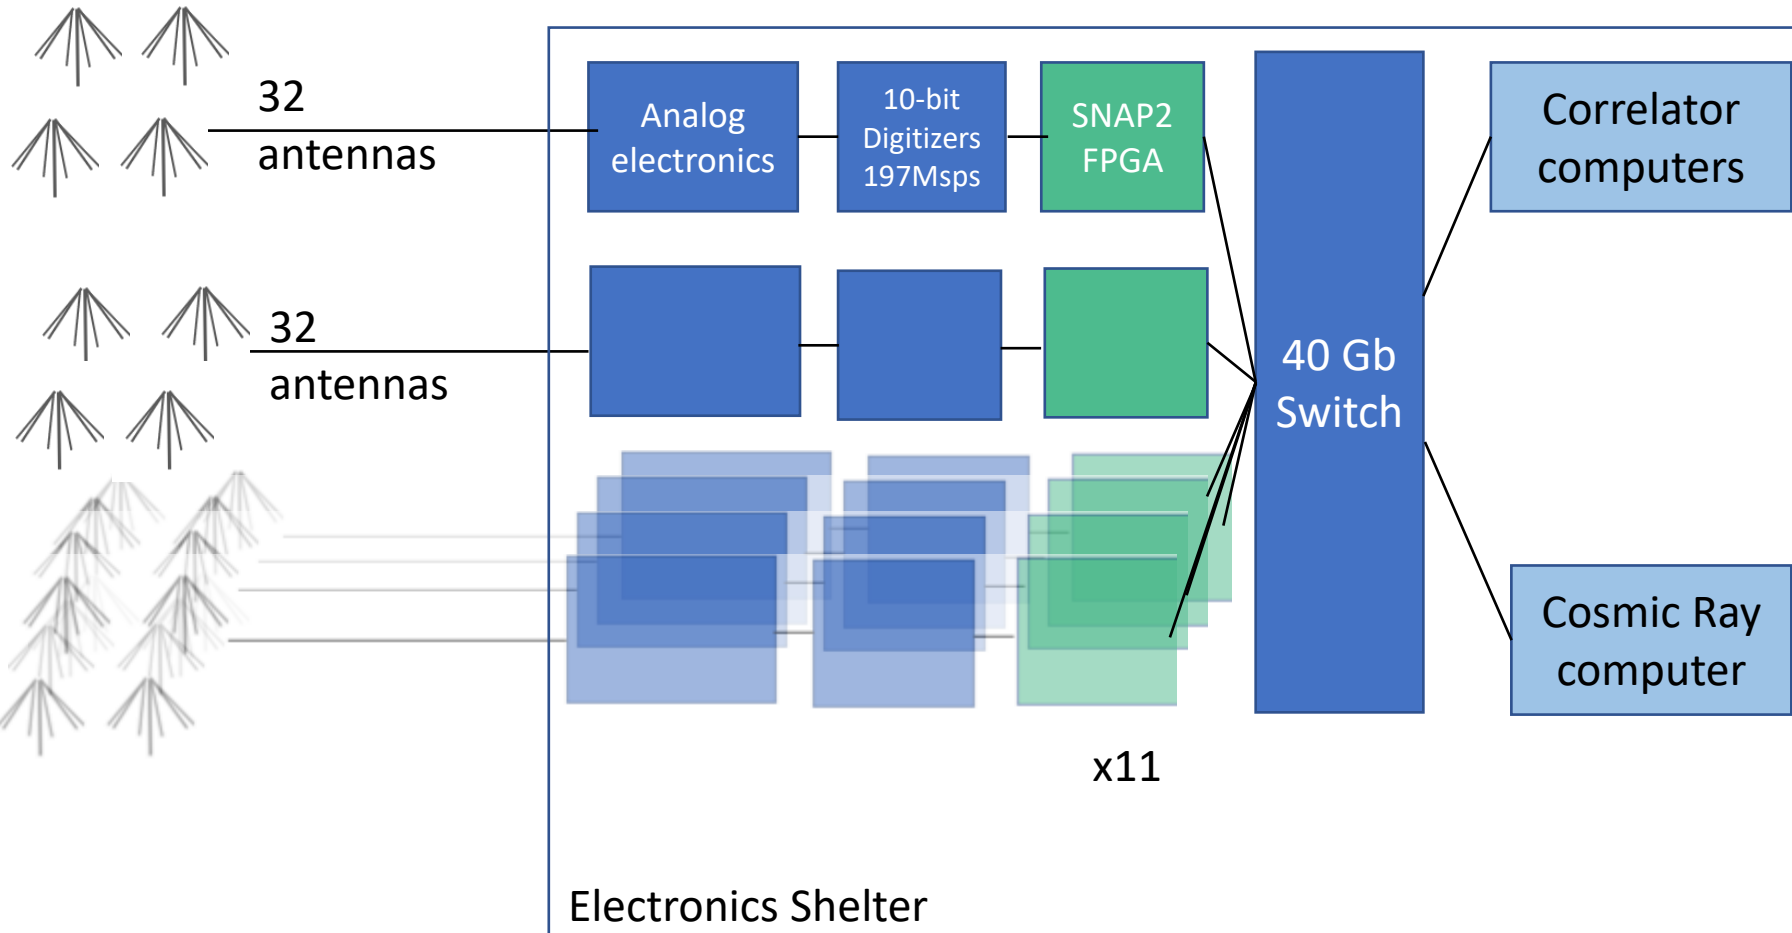 32
antennas
Analog
electronics
10-bit
Digitizers
197Msps
SNAP2
FPGA
Correlator
computers
32
antennas
40 Gb
Switch
Cosmic Ray
computer
x11
Electronics Shelter